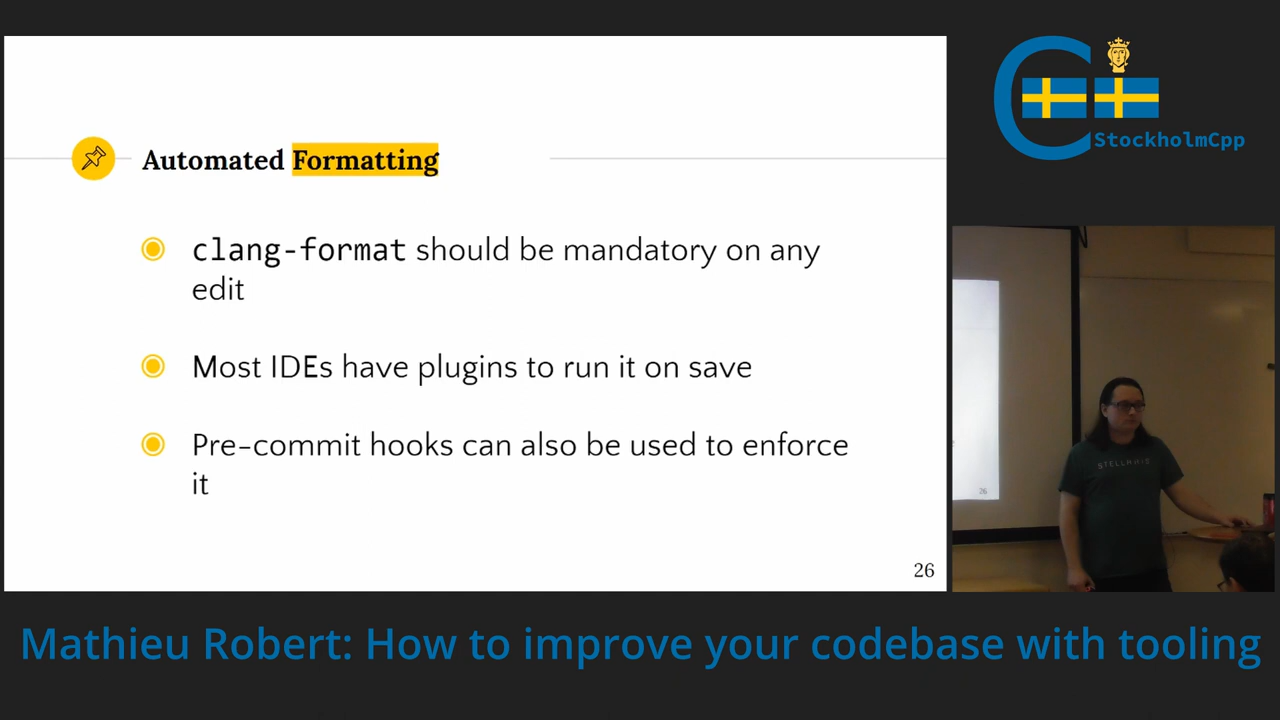 Automated Formatting
clang-format should be mandatory on any
edit
Most IDEs have plugins to run it on save
Pre-commit hooks can also be used to enforce
it
26
StockholmCpp
26
Mathieu Robert: How to improve your codebase with tooling